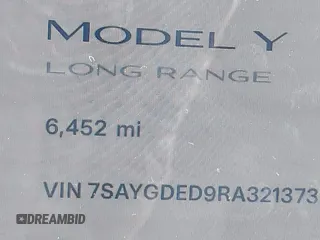 MODEL Y
LONG RANGE
6,452 mi
VIN 7SAYGDED9RA321373
DREAMBID